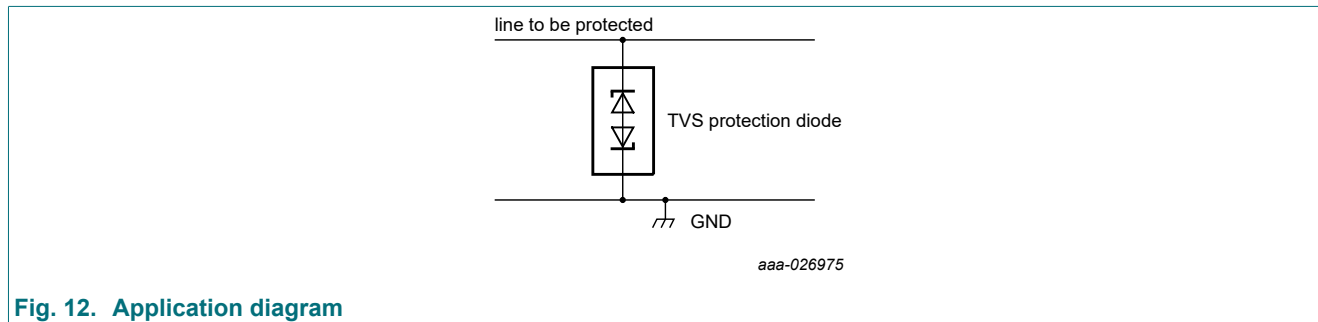 line to be protected
TVS protection diode
GND
aaa-026975
Fig. 12. Application diagram